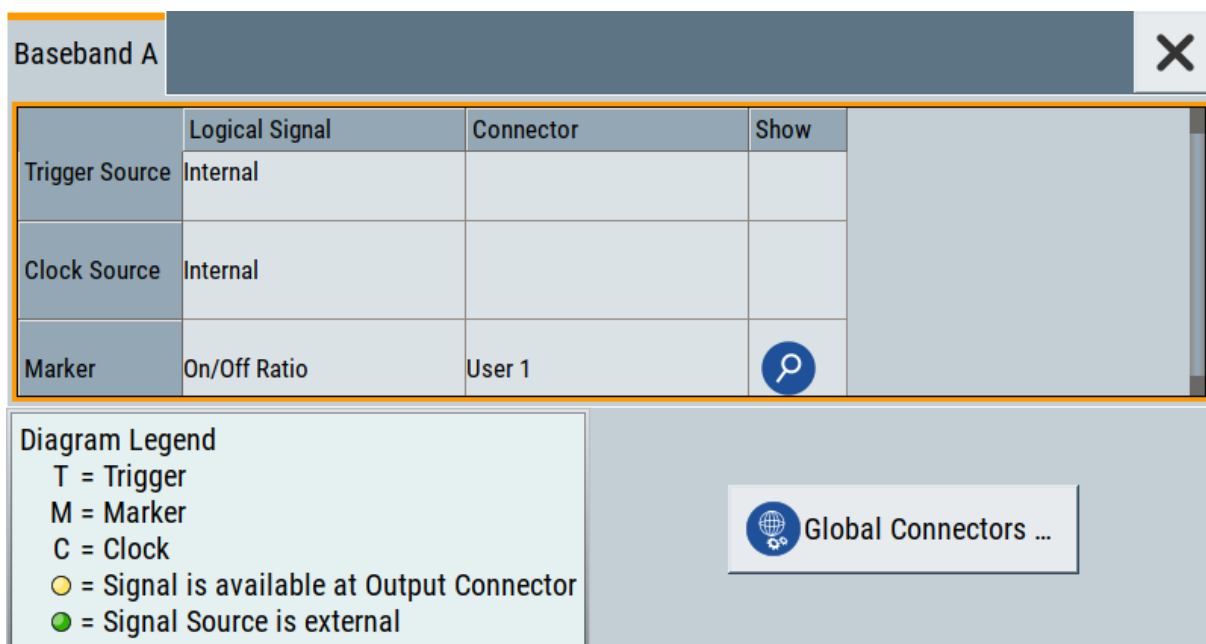 Baseband A
Logical Signal Connector Show
Trigger Source Internal
Clock Source Internal
Marker On/Off Ratio User 1
Diagram Legend
T = Trigger
M = Marker
C = Clock
= Signal is available at Output Connector
= Signal Source is external
Global Connectors ...